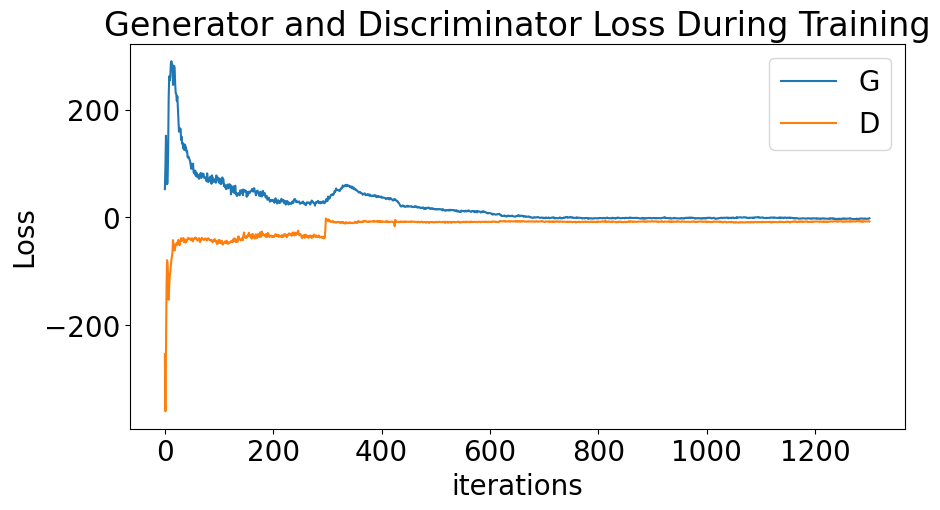 Generator and Discriminator Loss During Training
G
D
Loss
200
0
−200
0 200 400 600 800 1000 1200
iterations